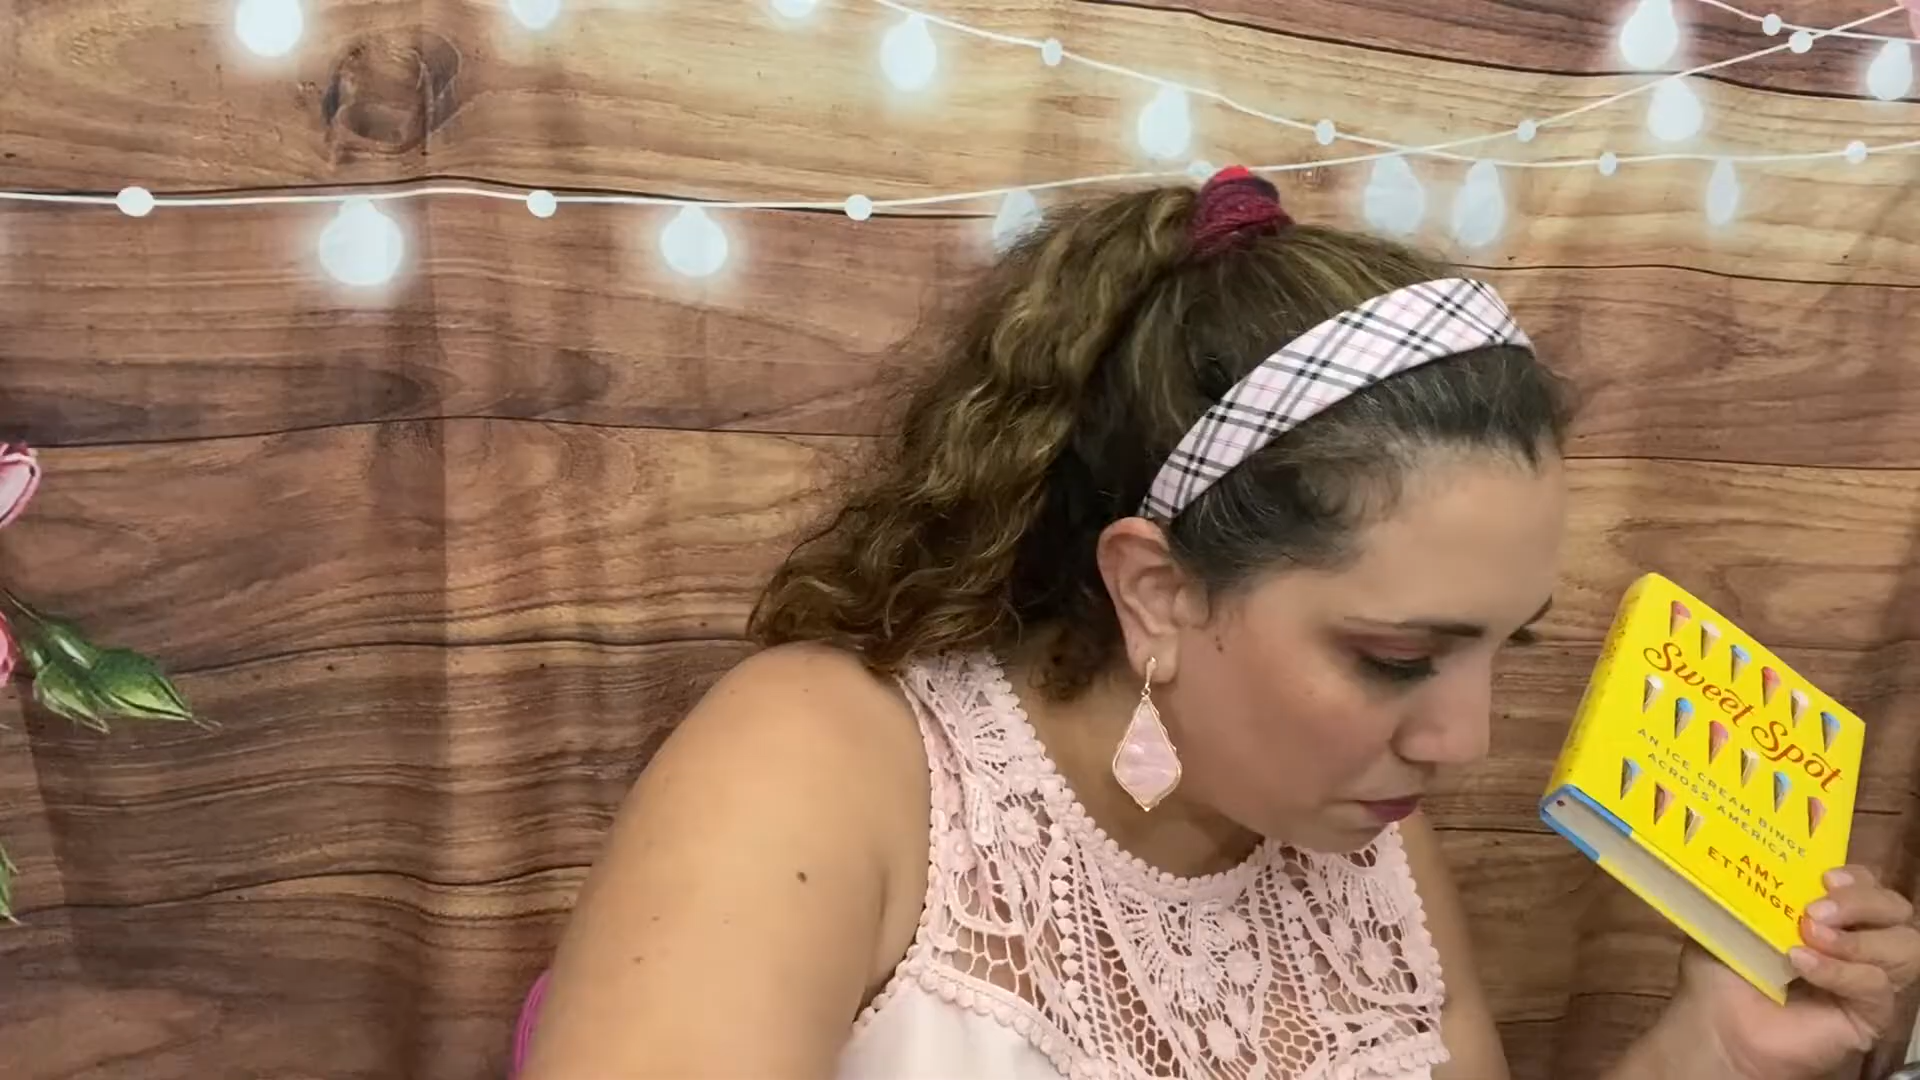 Sweet Spot
AN ICE CREAM BINGE
ACROSS AMERICA
AMY
ETTINGER